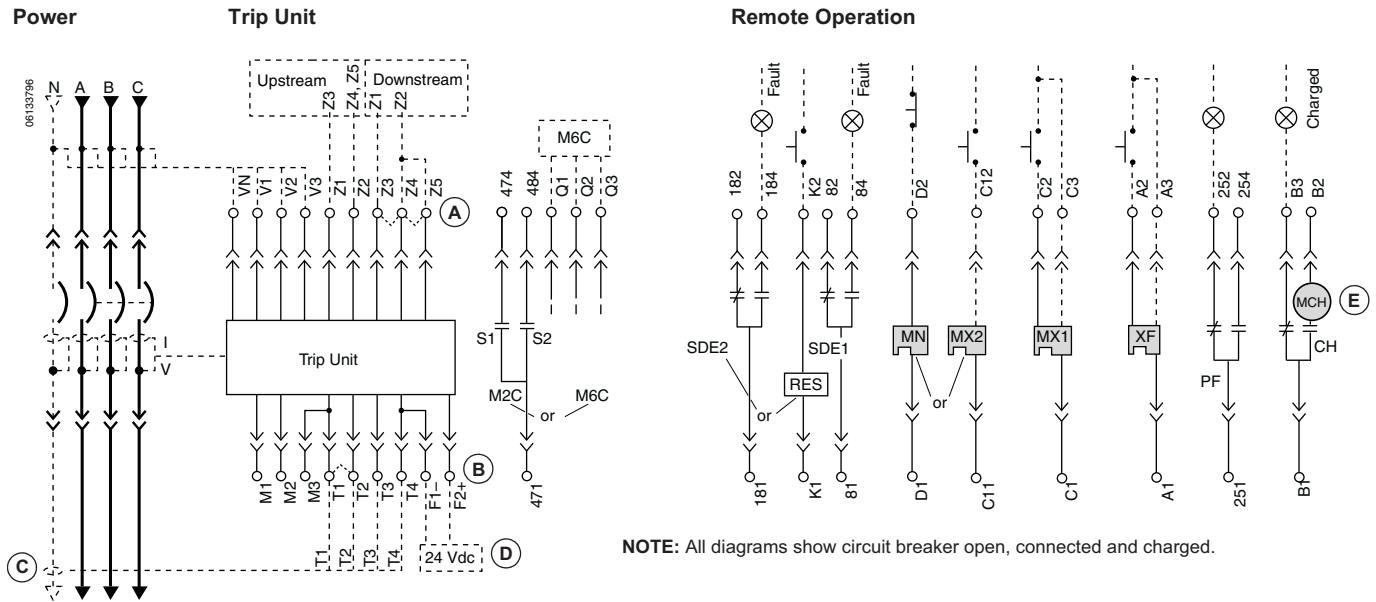 Power
Trip Unit
Remote Operation
06133796
N A B C
Upstream
Z3
Z4, Z5
Z1
Downstream
Z2
M6C
VN
V1
V2
V3
Z1
Z2
Z3
Z4
Z5
A
474
484
Q1
Q2
Q3
182
184
Fault
K2
82
84
Fault
D2
C12
C2
C3
A2
A3
252
254
B3
B2
Charged
I
V
Trip Unit
S1
S2
M2C
or
M6C
SDE2
or
RES
SDE1
MN
MX2
or
MX1
XF
PF
MCH
E
CH
M1
M2
M3
T1
T2
T3
T4
F1–
F2+
B
471
181
K1
81
D1
C11
C1
A1
251
B1
C
T1
T2
T3
T4
24 Vdc
D
NOTE: All diagrams show circuit breaker open, connected and charged.